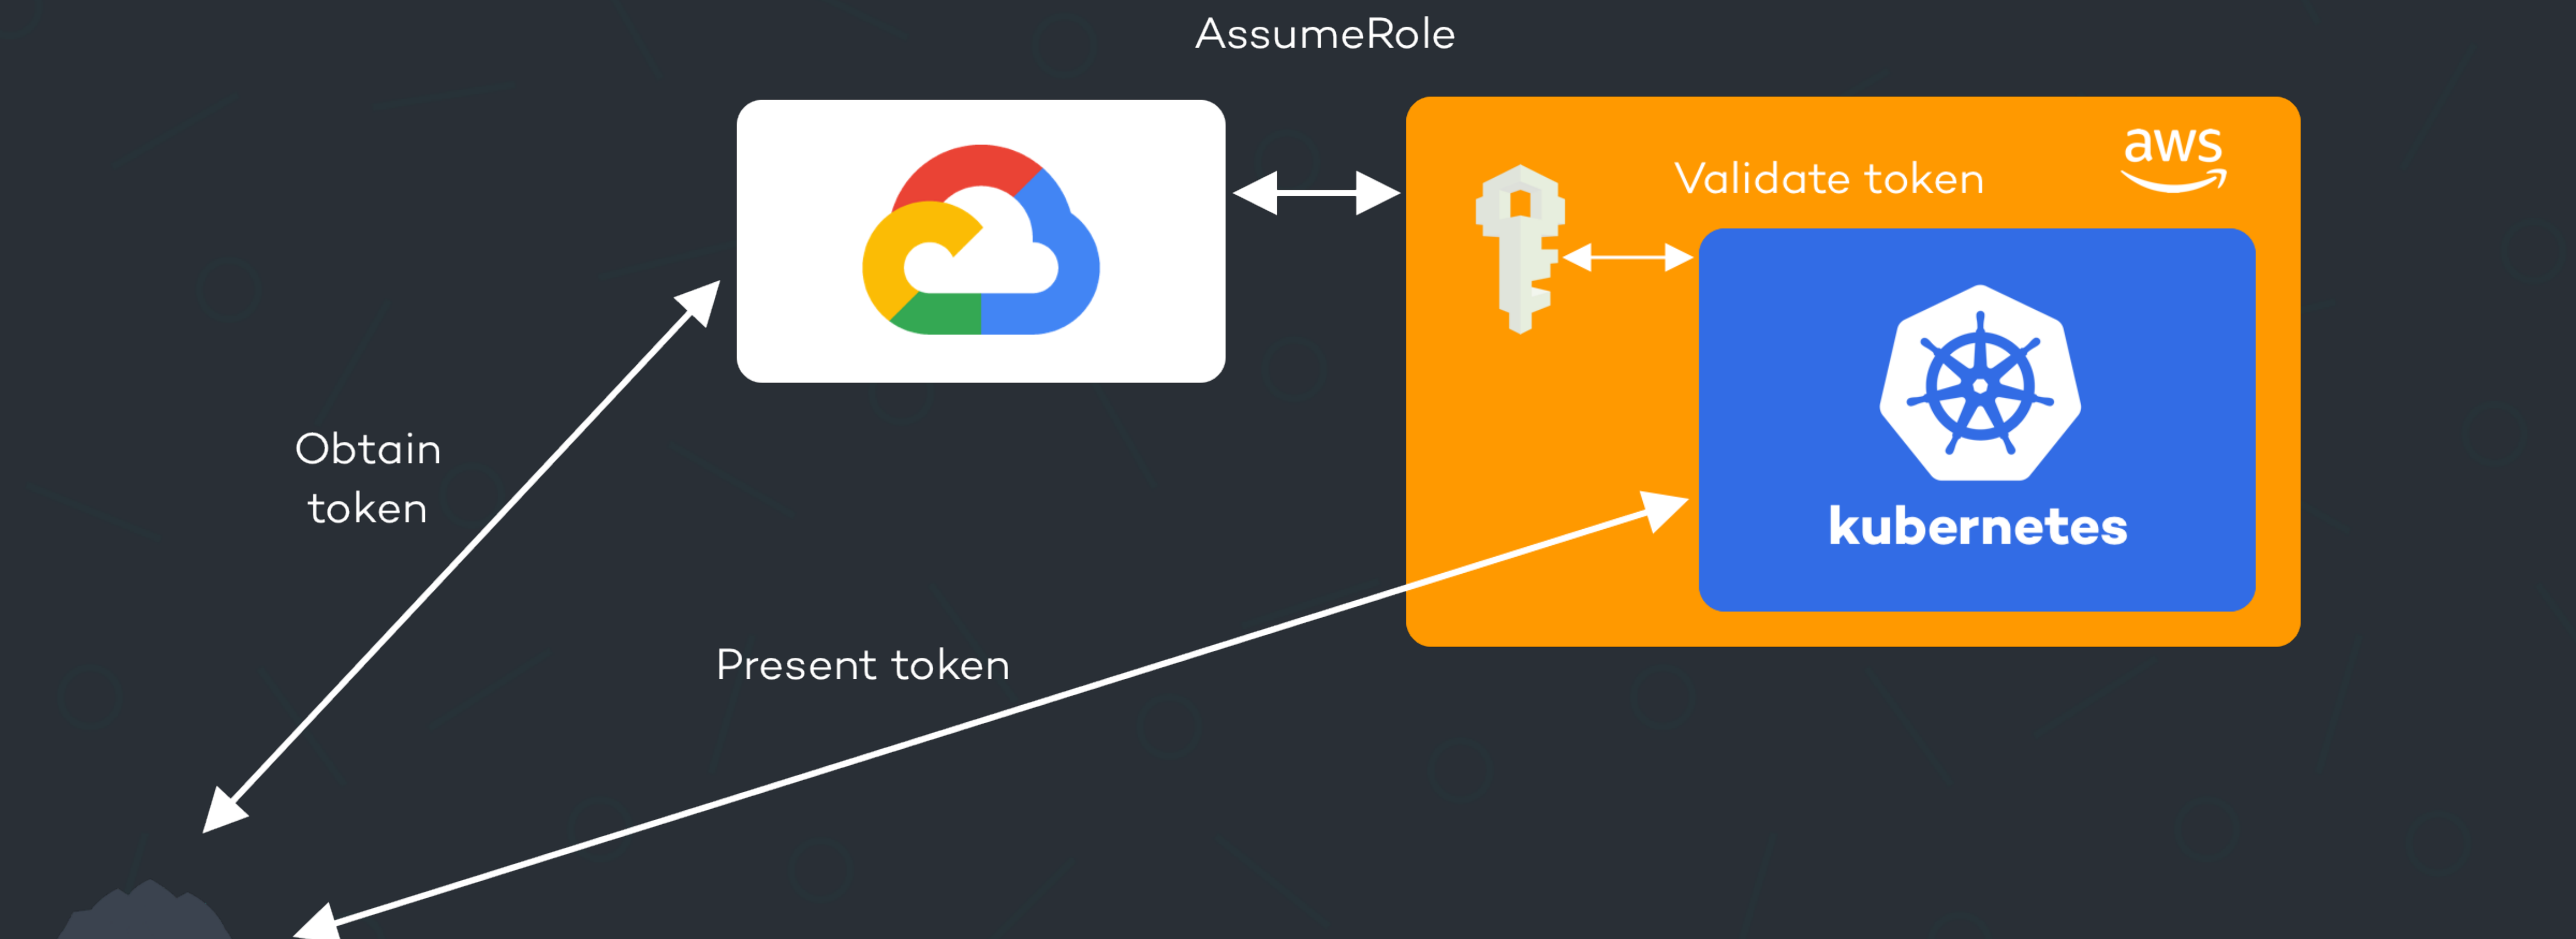 AssumeRole
aws
Validate token
Obtain
token
kubernetes
Present token